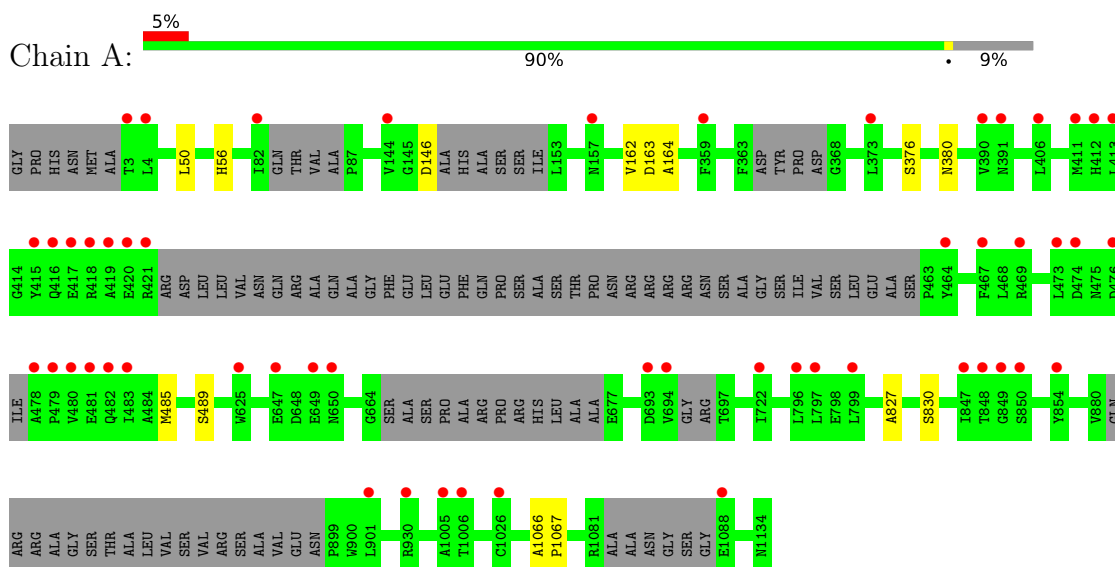 5%
Chain A:
90% • 9%
GLY PRO HIS ASN MET ALA T3 L4 L50 H56 I82 GLN THR VAL ALA P87 V144 G145 D146 ALA HIS ALA SER SER ILE L153 N157 V162 D163 A164 F359 F363 ASP TYR PRO ASP G368 L373 S376 N380 V390 N391 L406 M411 H412 L413
G414 Y415 Q416 E417 R418 A419 E420 R421 ARG ASP LEU LEU VAL ASN GLN ARG ALA GLN ALA GLY PHE GLU LEU GLU PHE GLN PRO SER ALA SER THR PRO ASN ARG ARG ARG ARG ASN SER ALA GLY SER ILE VAL SER LEU GLU ALA SER P463 Y464 F467 L468 R469 L473 D474 N475 D476
ILE A478 P479 V480 E481 Q482 I483 A484 M485 S489 W625 E647 D648 E649 N650 G664 SER ALA SER PRO ALA ARG PRO ARG HIS LEU ALA ALA E677 D693 V694 GLY ARG T697 I722 L796 L797 E798 L799 A827 S830 I847 T848 G849 S850 Y854 V880 GLN
ARG ARG ALA GLY SER THR ALA LEU VAL SER VAL ARG SER ALA VAL GLU ASN P899 W900 L901 R930 A1005 T1006 C1026 A1066 P1067 R1081 ALA ALA ASN GLY SER GLY E1088 N1134